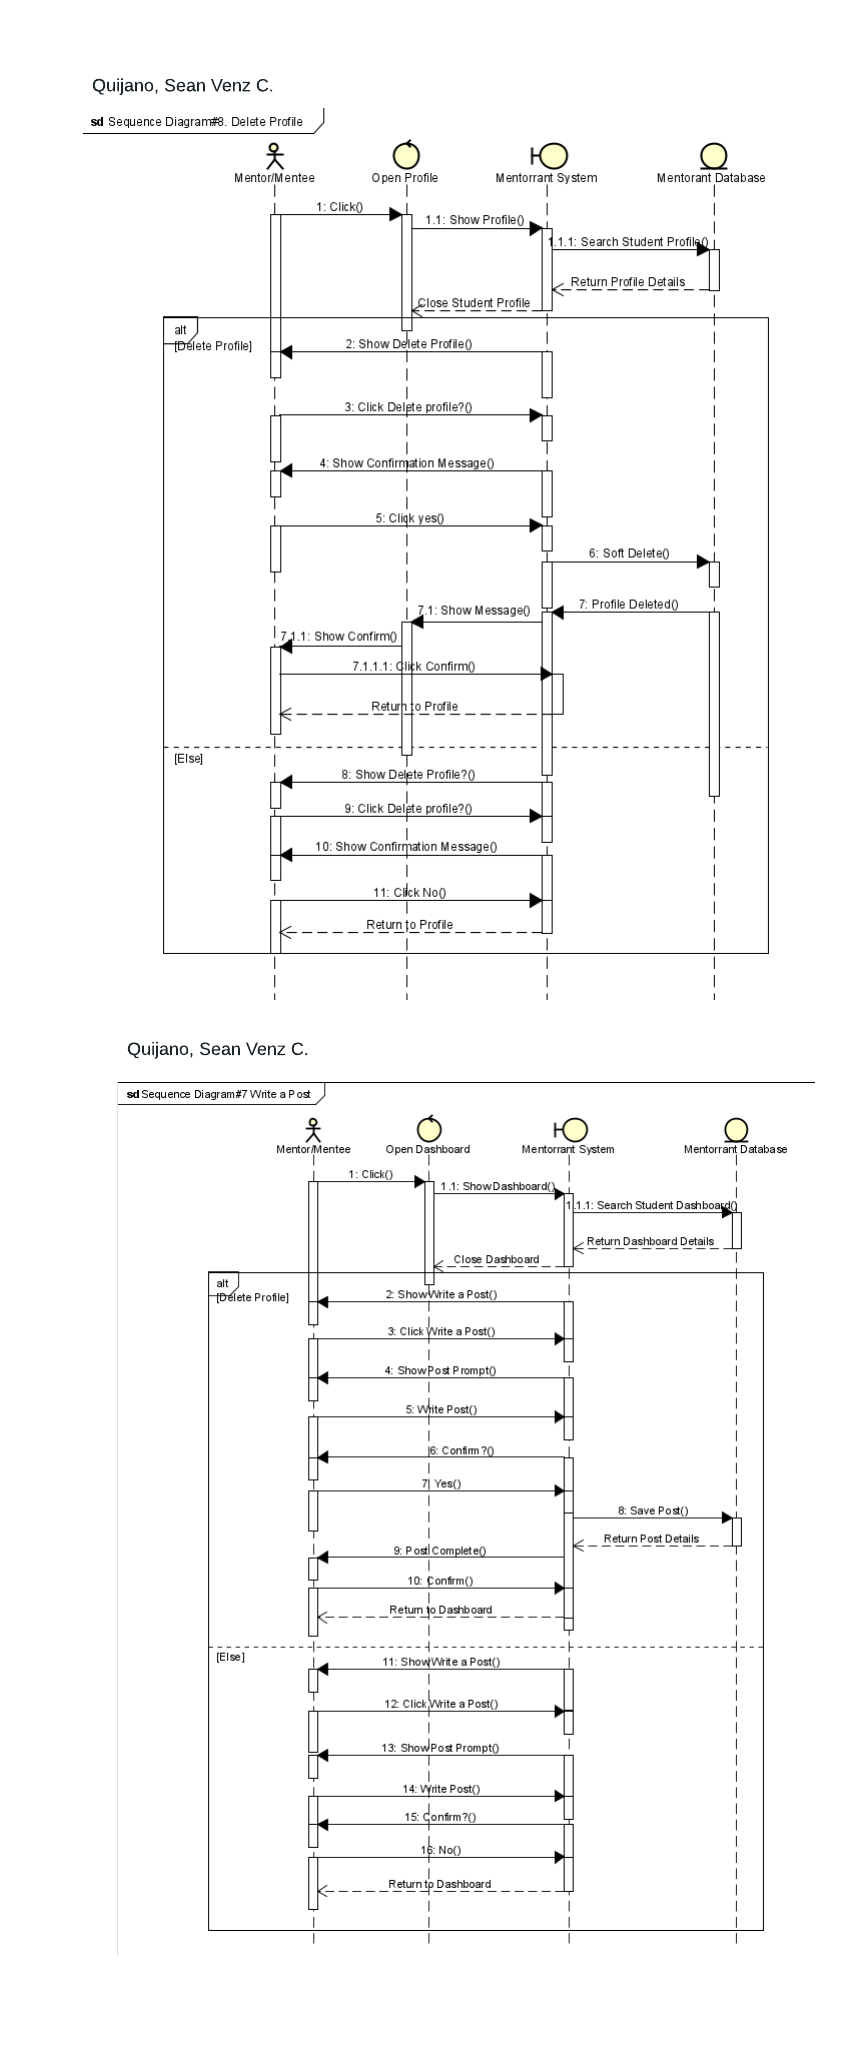 Quijano, Sean Venz C.
sd Sequence Diagram#8. Delete Profile
Mentor/Mentee Open Profile Mentorrant System Mentorant Database
1: Click()
1.1: Show Profile()
1.1.1: Search Student Profile()
Return Profile Details
Close Student Profile
alt
[Delete Profile]
2: Show Delete Profile()
3: Click Delete profile?()
4: Show Confirmation Message()
5: Click yes()
6: Soft Delete()
7: Profile Deleted()
7.1: Show Message()
7.1.1: Show Confirm()
7.1.1.1: Click Confirm()
Return to Profile
[Else]
8: Show Delete Profile?()
9: Click Delete profile?()
10: Show Confirmation Message()
11: Click No()
Return to Profile
Quijano, Sean Venz C.
sd Sequence Diagram#7 Write a Post
Mentor/Mentee Open Dashboard Mentorrant System Mentorrant Database
1: Click()
1.1: Show Dashboard()
1.1.1: Search Student Dashboard()
Return Dashboard Details
Close Dashboard
alt
[Delete Profile]
2: Show Write a Post()
3: Click Write a Post()
4: Show Post Prompt()
5: Write Post()
6: Confirm?()
7: Yes()
8: Save Post()
Return Post Details
9: Post Complete()
10: Confirm()
Return to Dashboard
[Else]
11: Show Write a Post()
12: Click Write a Post()
13: Show Post Prompt()
14: Write Post()
15: Confirm?()
16: No()
Return to Dashboard